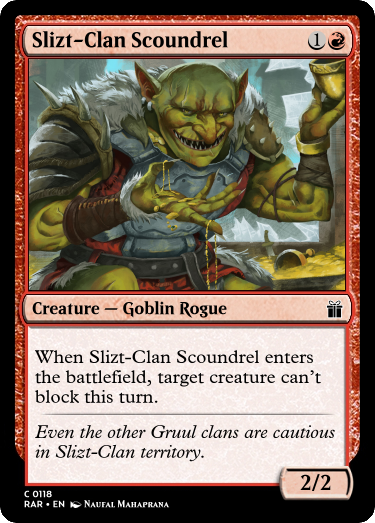 Slizt-Clan Scoundrel 1
Creature — Goblin Rogue
When Slizt-Clan Scoundrel enters
the battlefield, target creature can't
block this turn.
Even the other Gruul clans are cautious
in Slizt-Clan territory.
2/2
C 0118
RAR • EN Naufal Mahaprana